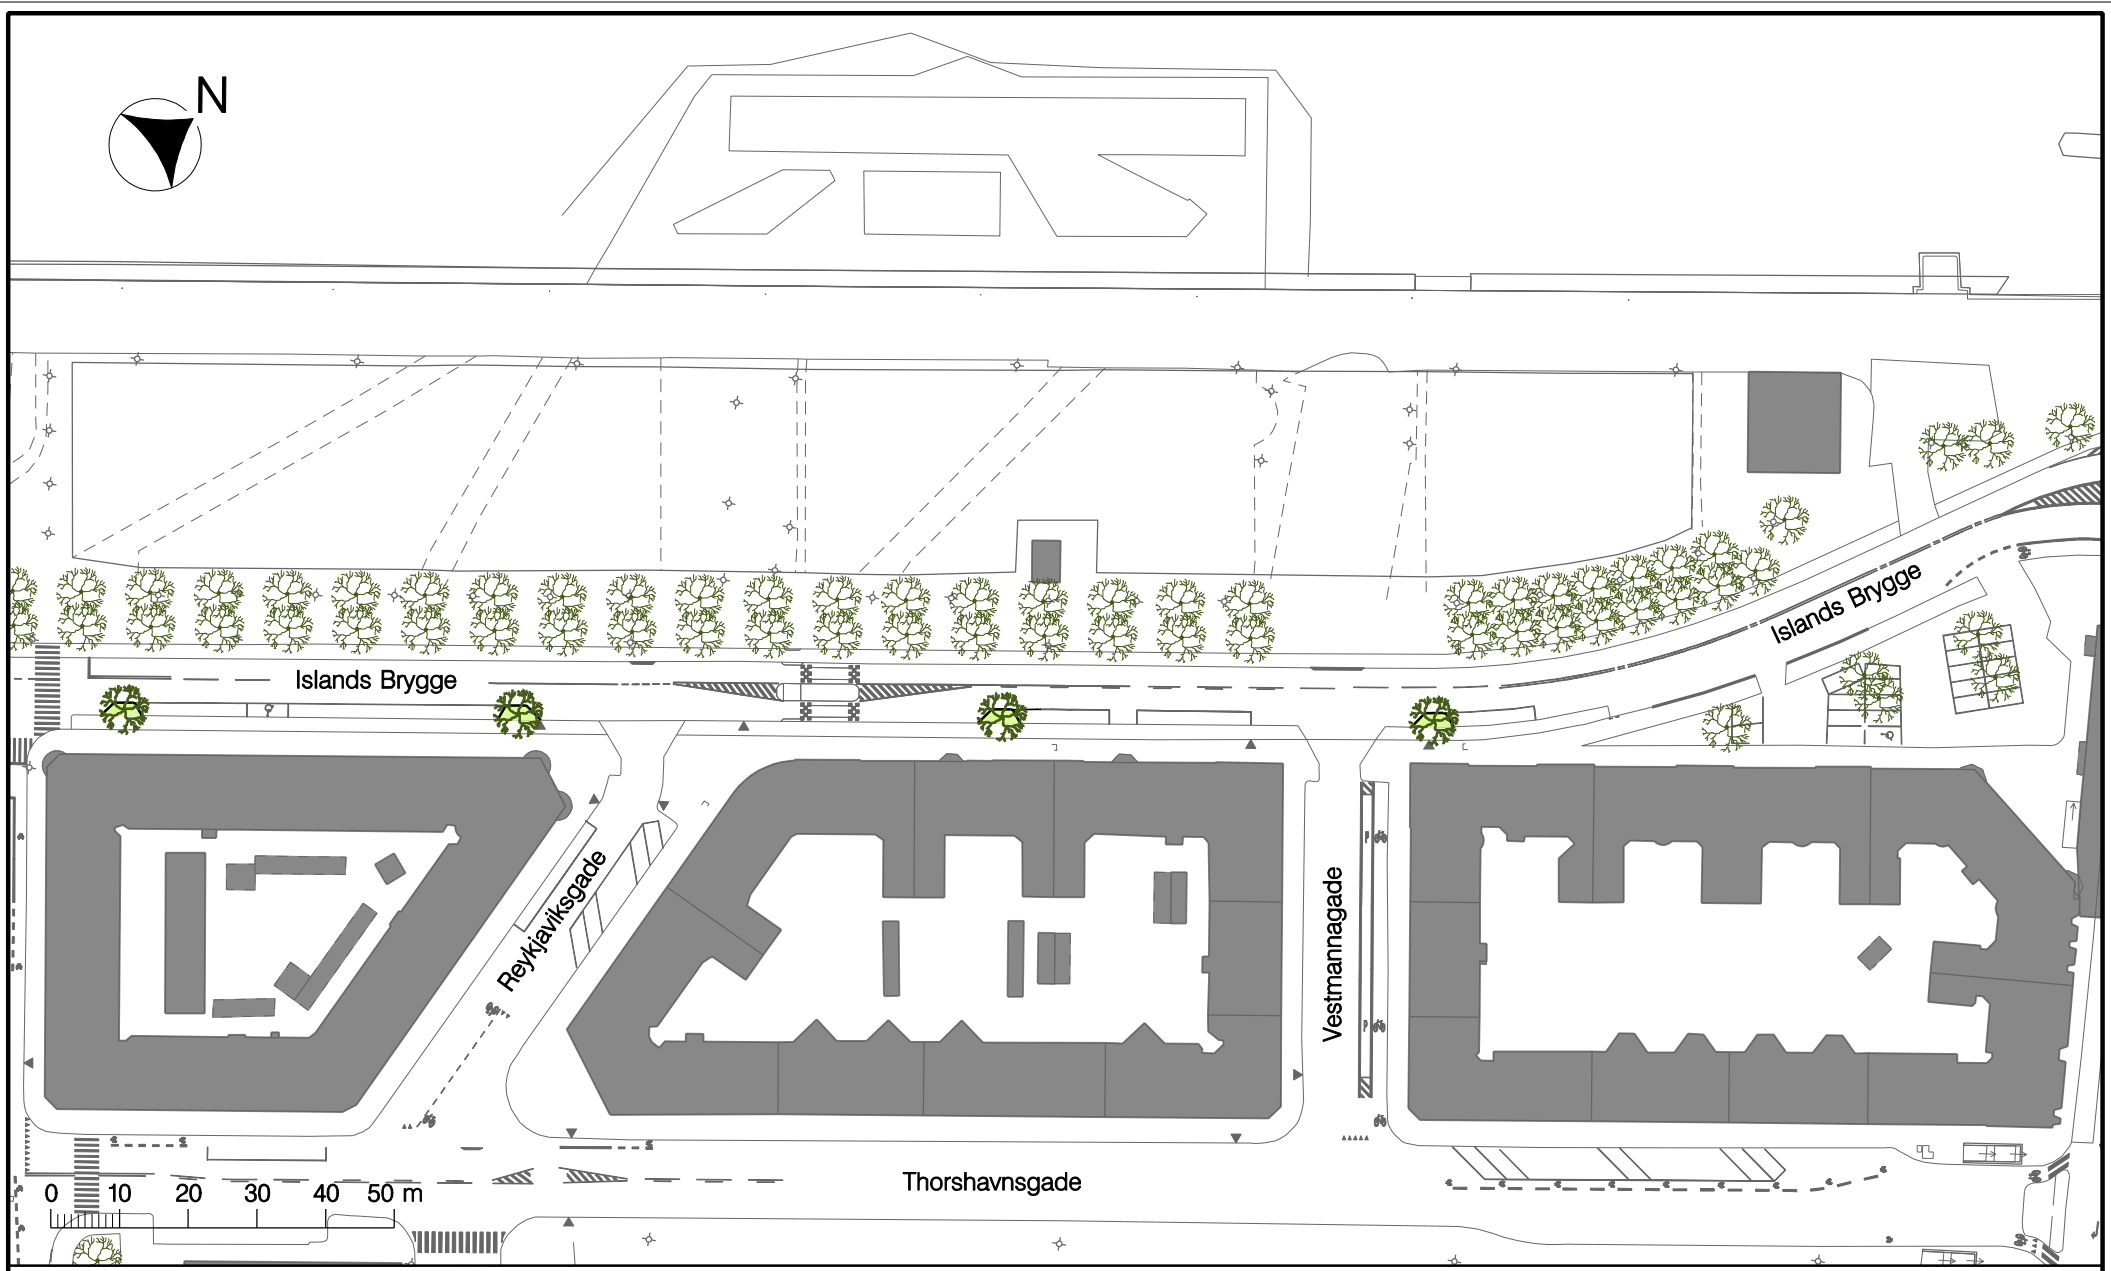 N
Islands Brygge
Islands Brygge
Reykjaviksgade
Vestmannagade
Thorshavnsgade
0 10 20 30 40 50 m